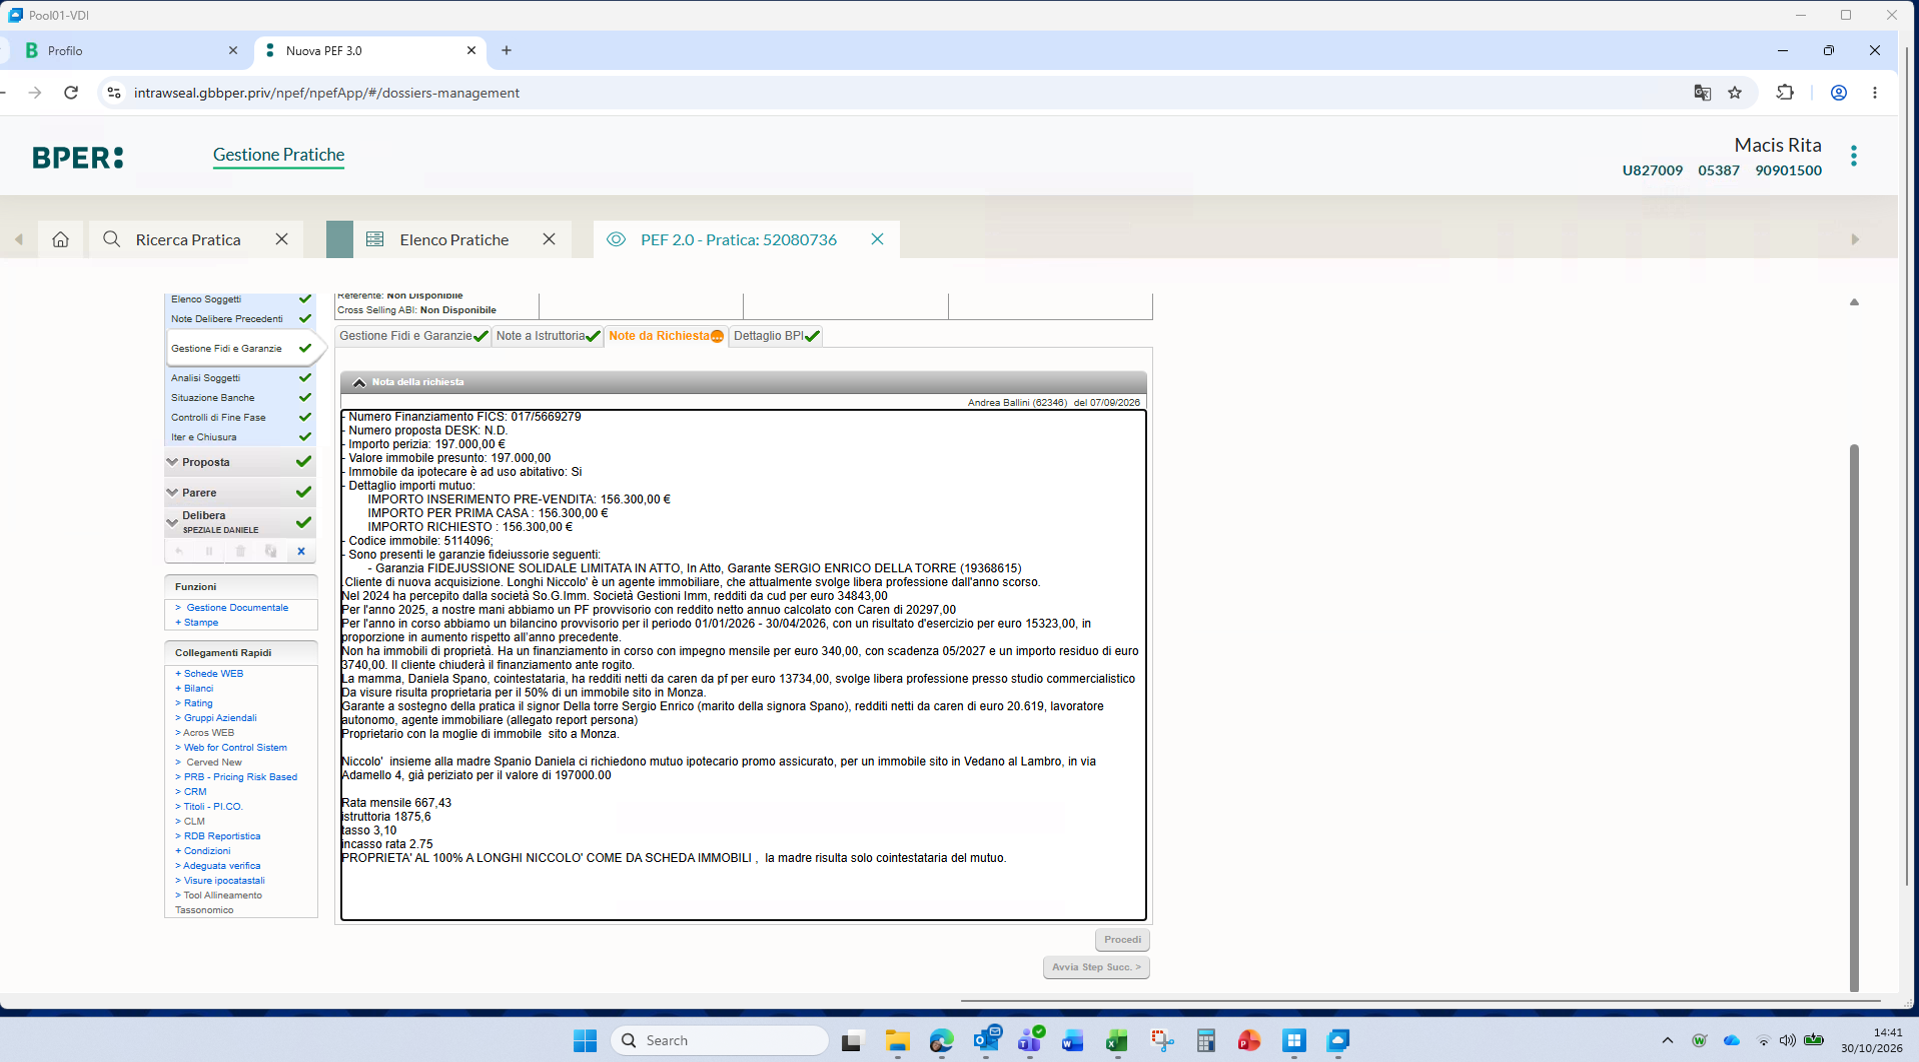 Pool01-VDI
Profilo
Nuova PEF 3.0
intrawseal.gbbper.priv/npef/npefApp/#/dossiers-management
BPER:
Gestione Pratiche
Macis Rita
U827009 05387 90901500
Ricerca Pratica
Elenco Pratiche
PEF 2.0 - Pratica: 52080736
Elenco Soggetti
Note Delibere Precedenti
Gestione Fidi e Garanzie
Analisi Soggetti
Situazione Banche
Controlli di Fine Fase
Iter e Chiusura
Proposta
Parere
Delibera
SPEZIALE DANIELE
Funzioni
> Gestione Documentale
+ Stampe
Collegamenti Rapidi
+ Schede WEB
+ Bilanci
> Rating
> Gruppi Aziendali
> Acros WEB
> Web for Control Sistem
> Cerved New
> PRB - Pricing Risk Based
> CRM
> Titoli - PI.CO.
> CLM
> RDB Reportistica
+ Condizioni
> Adeguata verifica
> Visure ipocatastali
> Tool Allineamento
Tassonomico
Referente: Non Disponibile
Cross Selling ABI: Non Disponibile
Gestione Fidi e Garanzie
Note a Istruttoria
Note da Richiesta
Dettaglio BPI
Nota della richiesta
Andrea Ballini (62346) del 07/09/2026
- Numero Finanziamento FICS: 017/5669279
- Numero proposta DESK: N.D.
- Importo perizia: 197.000,00 €
- Valore immobile presunto: 197.000,00
- Immobile da ipotecare è ad uso abitativo: Si
- Dettaglio importi mutuo:
IMPORTO INSERIMENTO PRE-VENDITA: 156.300,00 €
IMPORTO PER PRIMA CASA : 156.300,00 €
IMPORTO RICHIESTO : 156.300,00 €
- Codice immobile: 5114096;
- Sono presenti le garanzie fideiussorie seguenti:
- Garanzia FIDEJUSSIONE SOLIDALE LIMITATA IN ATTO, In Atto, Garante SERGIO ENRICO DELLA TORRE (19368615)
.Cliente di nuova acquisizione. Longhi Niccolo' è un agente immobiliare, che attualmente svolge libera professione dall'anno scorso.
Nel 2024 ha percepito dalla società So.G.Imm. Società Gestioni Imm, redditi da cud per euro 34843,00
Per l'anno 2025, a nostre mani abbiamo un PF provvisorio con reddito netto annuo calcolato con Caren di 20297,00
Per l'anno in corso abbiamo un bilancino provvisorio per il periodo 01/01/2026 - 30/04/2026, con un risultato d'esercizio per euro 15323,00, in
proporzione in aumento rispetto all'anno precedente.
Non ha immobili di proprietà. Ha un finanziamento in corso con impegno mensile per euro 340,00, con scadenza 05/2027 e un importo residuo di euro
3740,00. Il cliente chiuderà il finanziamento ante rogito.
La mamma, Daniela Spano, cointestataria, ha redditi netti da caren da pf per euro 13734,00, svolge libera professione presso studio commercialistico
Da visure risulta proprietaria per il 50% di un immobile sito in Monza.
Garante a sostegno della pratica il signor Della torre Sergio Enrico (marito della signora Spano), redditi netti da caren di euro 20.619, lavoratore
autonomo, agente immobiliare (allegato report persona)
Proprietario con la moglie di immobile sito a Monza.
Niccolo' insieme alla madre Spanio Daniela ci richiedono mutuo ipotecario promo assicurato, per un immobile sito in Vedano al Lambro, in via
Adamello 4, già periziato per il valore di 197000.00
Rata mensile 667,43
istruttoria 1875,6
tasso 3,10
incasso rata 2.75
PROPRIETA' AL 100% A LONGHI NICCOLO' COME DA SCHEDA IMMOBILI , la madre risulta solo cointestataria del mutuo.
Procedi
Avvia Step Succ. >
Search
14:41
30/10/2026